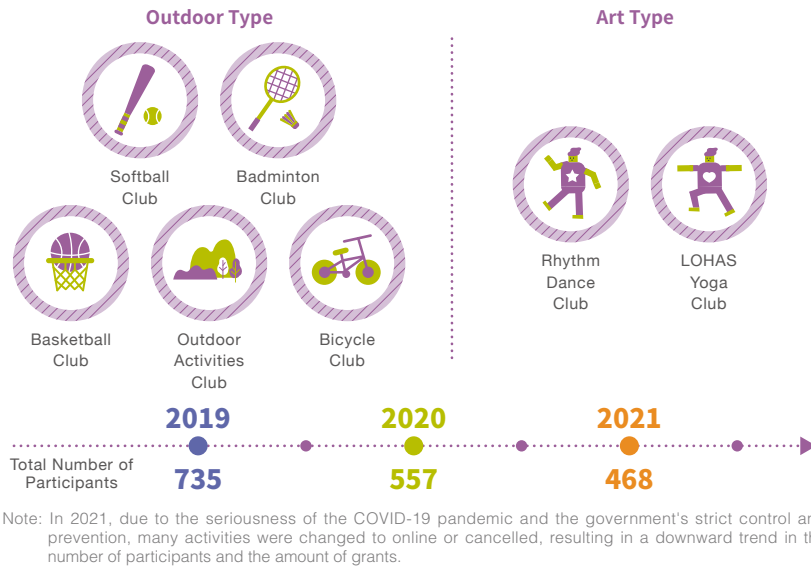 Outdoor Type
Art Type
Softball
Club
Badminton
Club
Basketball
Club
Outdoor
Activities
Club
Bicycle
Club
Rhythm
Dance
Club
LOHAS
Yoga
Club
2019
2020
2021
Total Number of
Participants
735
557
468
Note: In 2021, due to the seriousness of the COVID-19 pandemic and the government's strict control
prevention, many activities were changed to online or cancelled, resulting in a downward trend in
number of participants and the amount of grants.